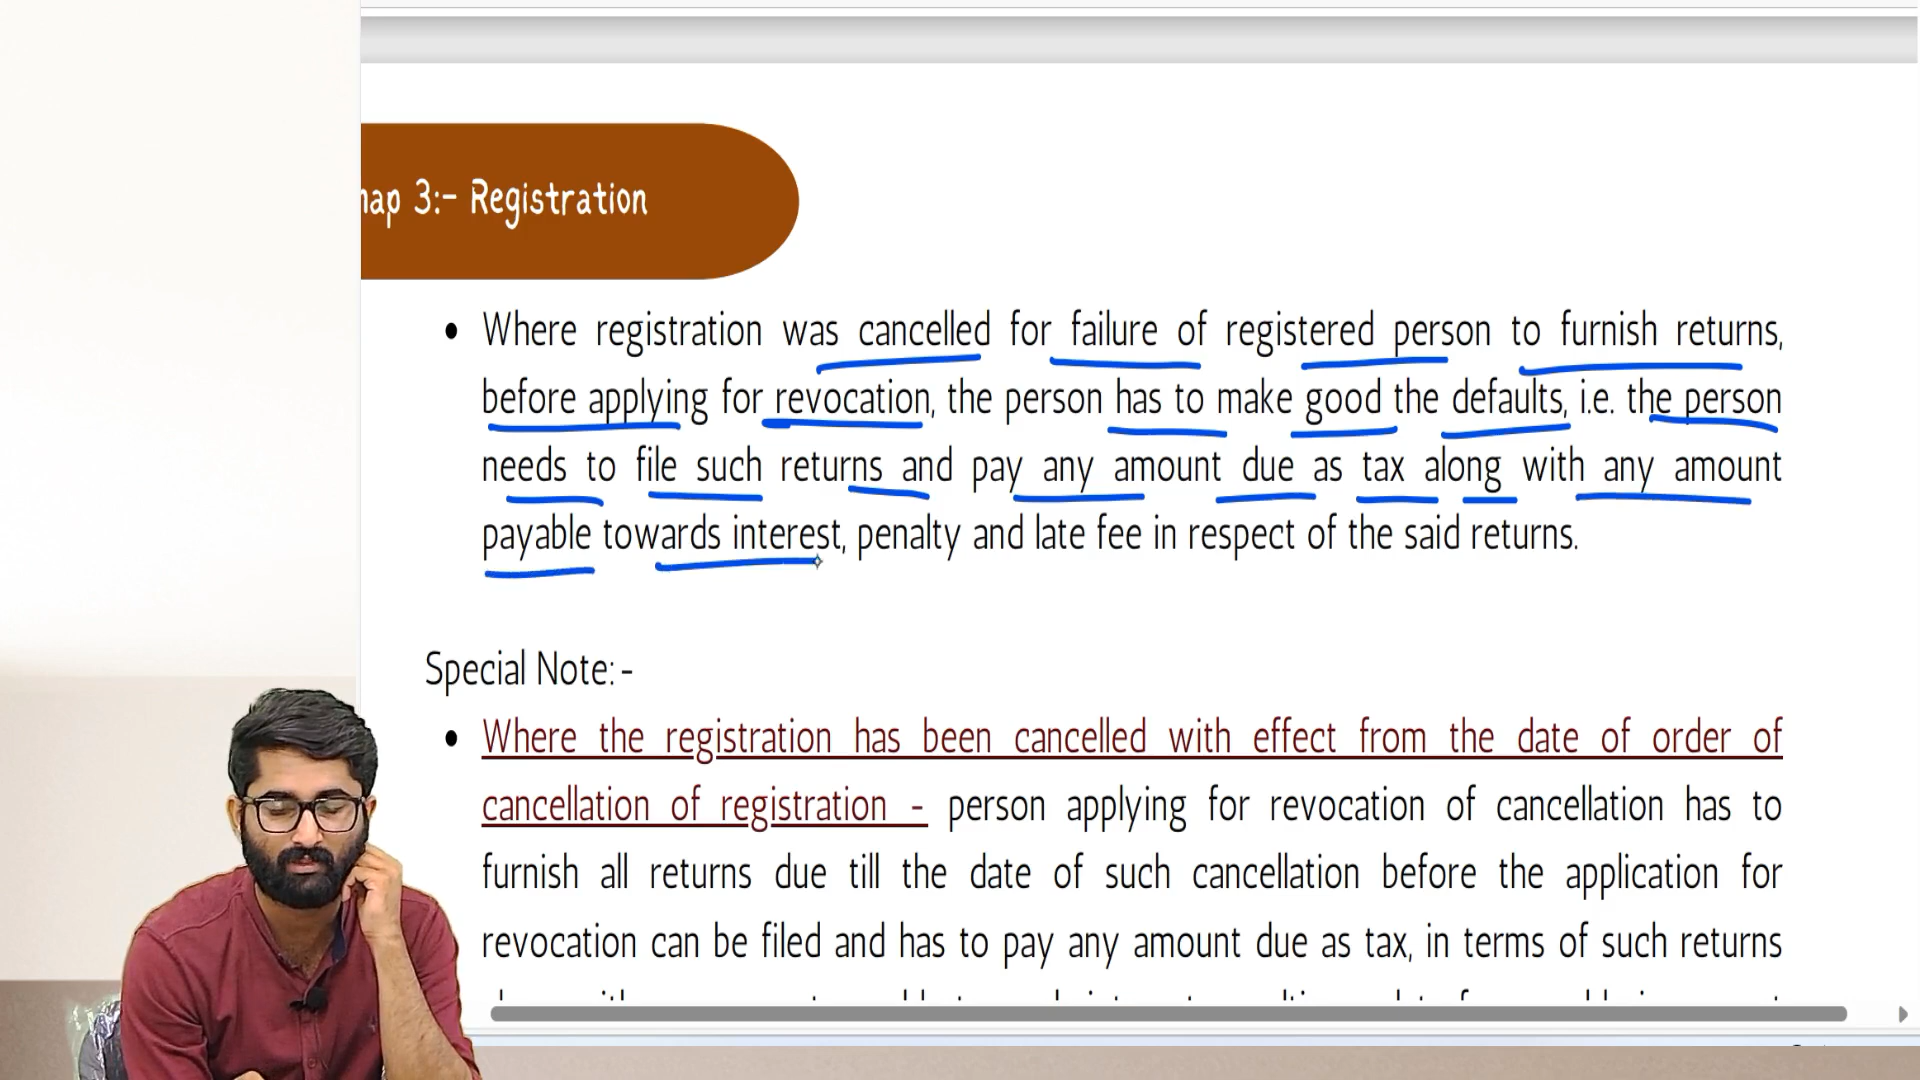 hap 3:- Registration
• Where registration was cancelled for failure of registered person to furnish returns,
before applying for revocation, the person has to make good the defaults, i.e. the person
needs to file such returns and pay any amount due as tax along with any amount
payable towards interest, penalty and late fee in respect of the said returns.
Special Note:-
• Where the registration has been cancelled with effect from the date of order of
cancellation of registration - person applying for revocation of cancellation has to
furnish all returns due till the date of such cancellation before the application for
revocation can be filed and has to pay any amount due as tax, in terms of such returns